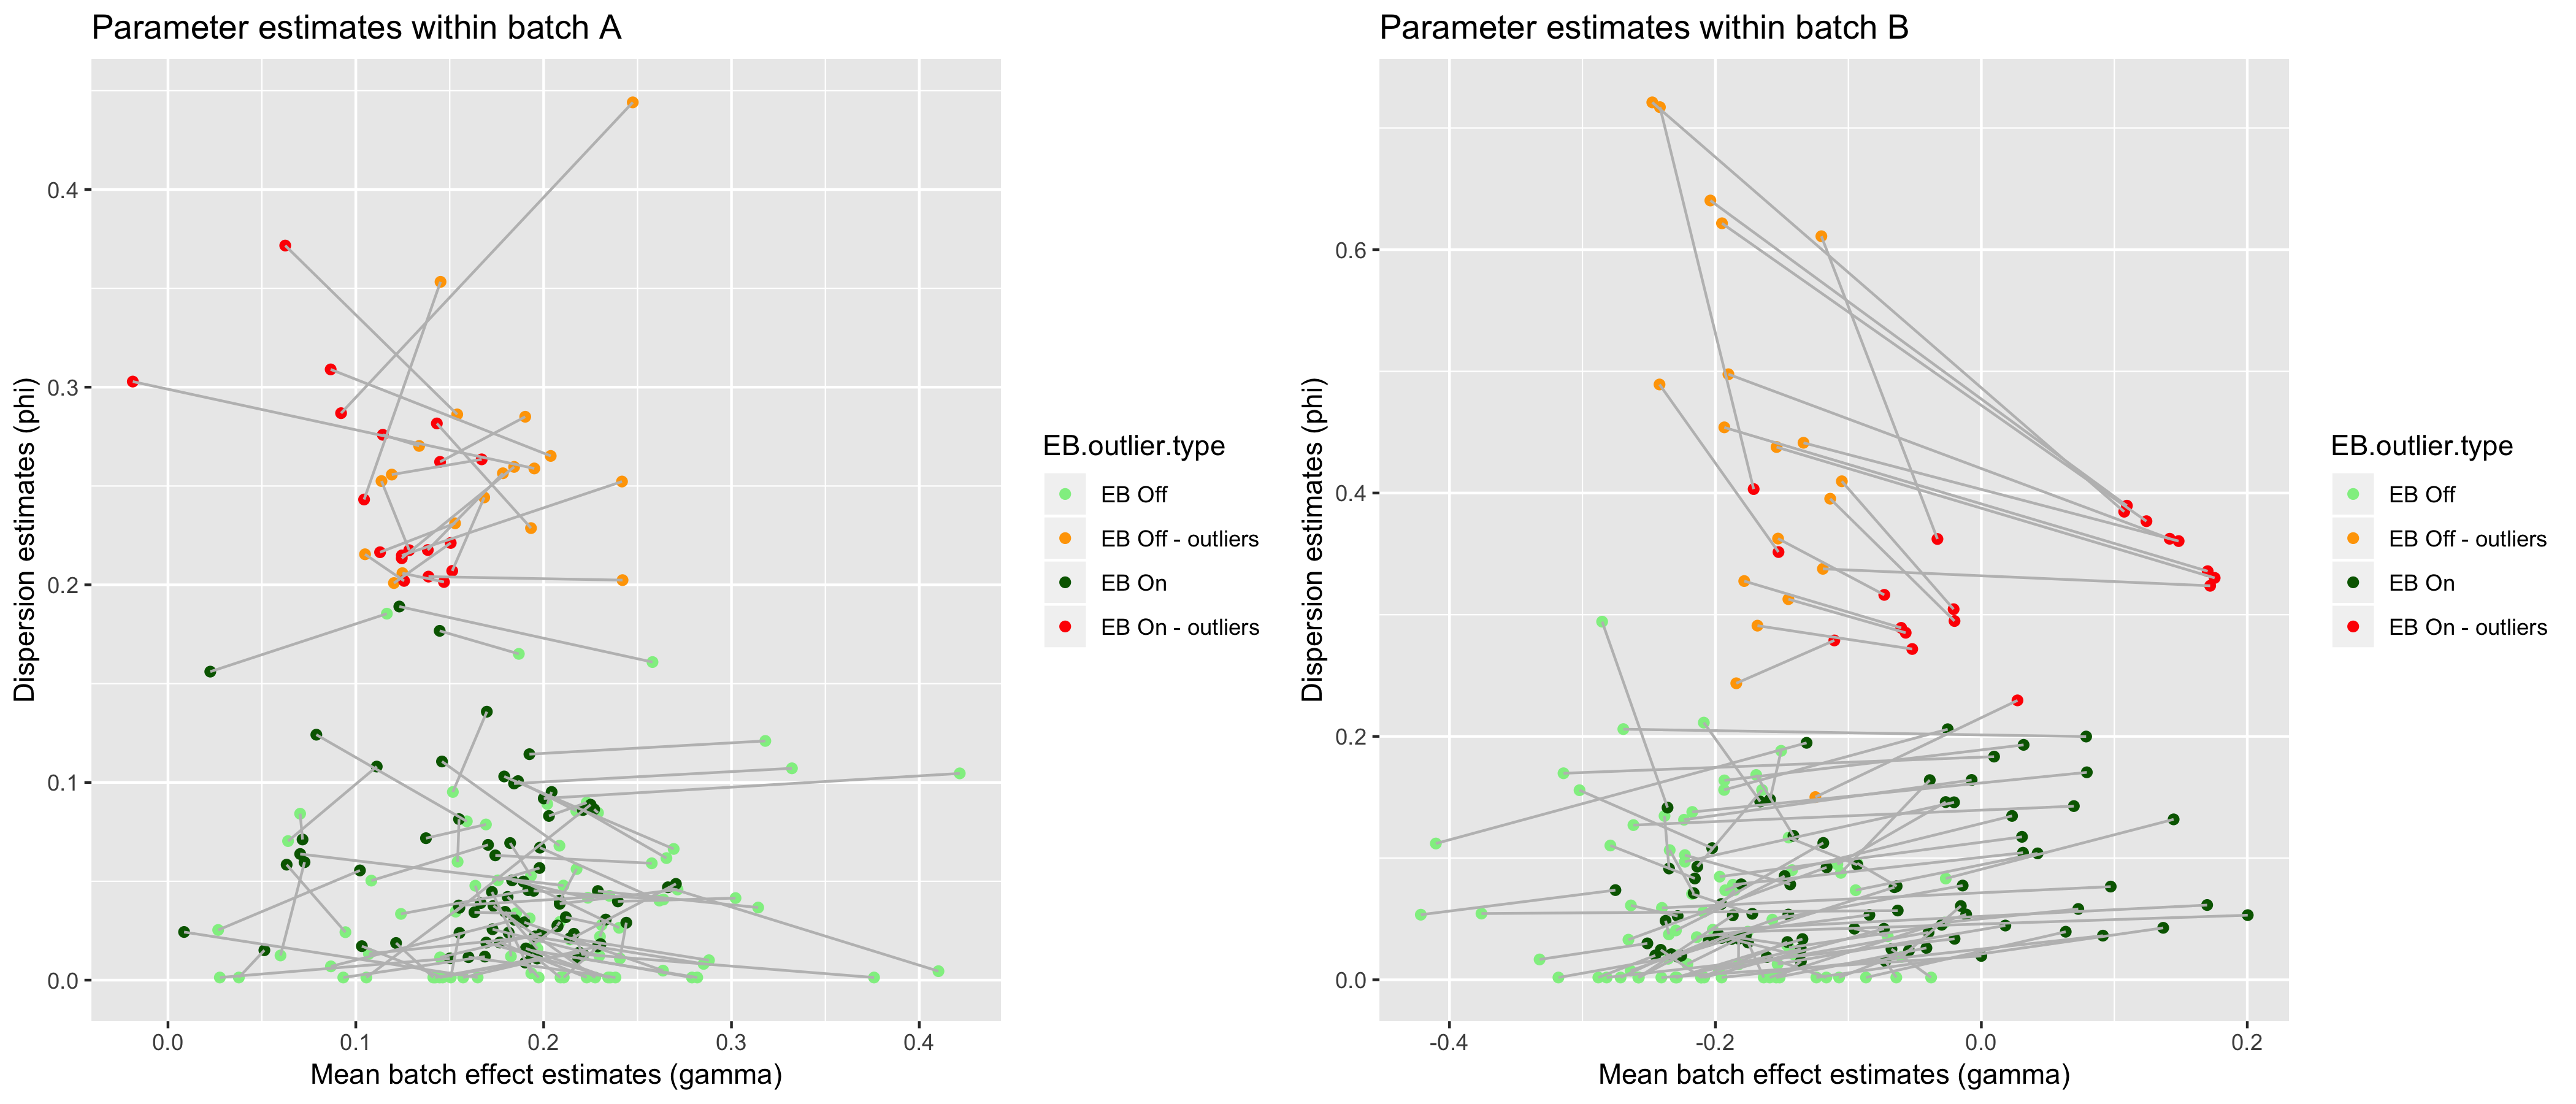 Parameter estimates within batch A
Dispersion estimates (phi)
0.4
0.3
0.2
0.1
0.0
0.0 0.1 0.2 0.3 0.4
Mean batch effect estimates (gamma)
EB.outlier.type
EB Off
EB Off - outliers
EB On
EB On - outliers
Parameter estimates within batch B
Dispersion estimates (phi)
0.6
0.4
0.2
0.0
-0.4 -0.2 0.0 0.2
Mean batch effect estimates (gamma)
EB.outlier.type
EB Off
EB Off - outliers
EB On
EB On - outliers